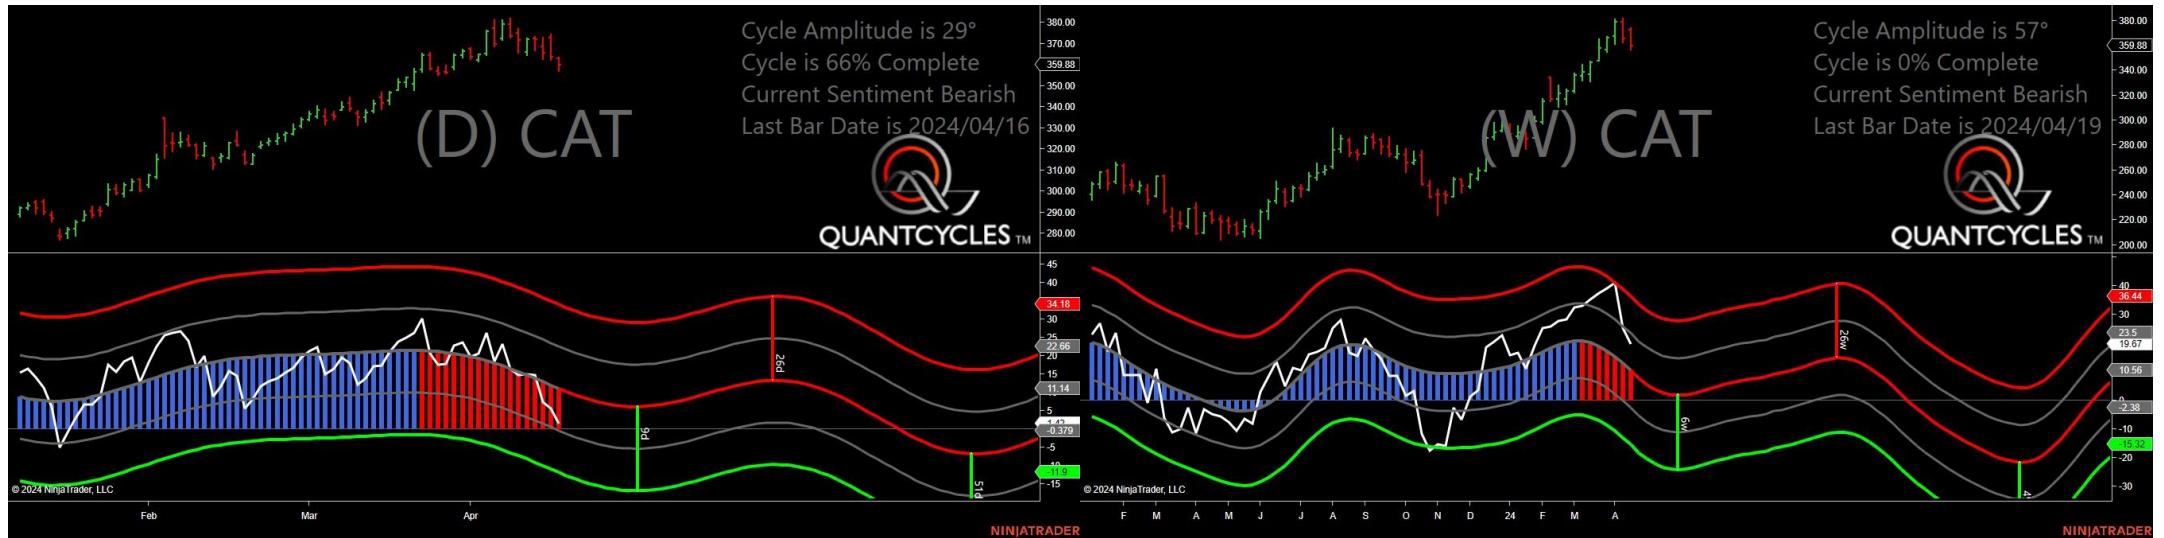 Cycle Amplitude is 29°
Cycle is 66% Complete
Current Sentiment Bearish
Last Bar Date is 2024/04/16
(D) CAT
QUANTCYCLES TM
380.00
370.00
359.88
350.00
340.00
330.00
320.00
310.00
300.00
290.00
280.00
45
40
34.18
30
25
22.66
20
15
11.14
5
-0.379
-5
-11.9
-15
26d
9d
51d
© 2024 NinjaTrader, LLC
Feb Mar Apr
NINJATRADER
Cycle Amplitude is 57°
Cycle is 0% Complete
Current Sentiment Bearish
Last Bar Date is 2024/04/19
(W) CAT
QUANTCYCLES TM
380.00
359.88
340.00
320.00
300.00
280.00
260.00
240.00
220.00
200.00
40
36.44
30
23.5
19.67
10.56
-2.38
-10
-15.32
-20
-30
26w
6w
© 2024 NinjaTrader, LLC
F M A M J J A S O N D 24 F M A
NINJATRADER